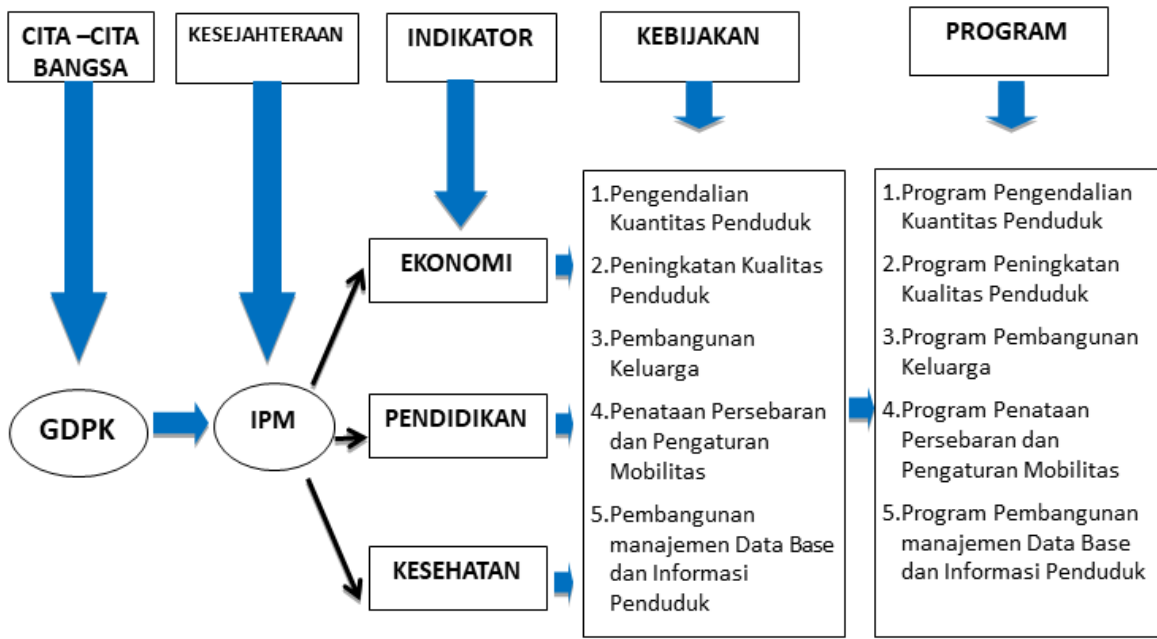 CITA –CITA
BANGSA
KESEJAHTERAAN
INDIKATOR
KEBIJAKAN
PROGRAM
GDPK
IPM
EKONOMI
PENDIDIKAN
KESEHATAN
1.Pengendalian
Kuantitas Penduduk
2.Peningkatan Kualitas
Penduduk
3.Pembangunan
Keluarga
4.Penataan Persebaran
dan Pengaturan
Mobilitas
5.Pembangunan
manajemen Data Base
dan Informasi
Penduduk
1.Program Pengendalian
Kuantitas Penduduk
2.Program Peningkatan
Kualitas Penduduk
3.Program Pembangunan
Keluarga
4.Program Penataan
Persebaran dan
Pengaturan Mobilitas
5.Program Pembangunan
manajemen Data Base
dan Informasi Penduduk